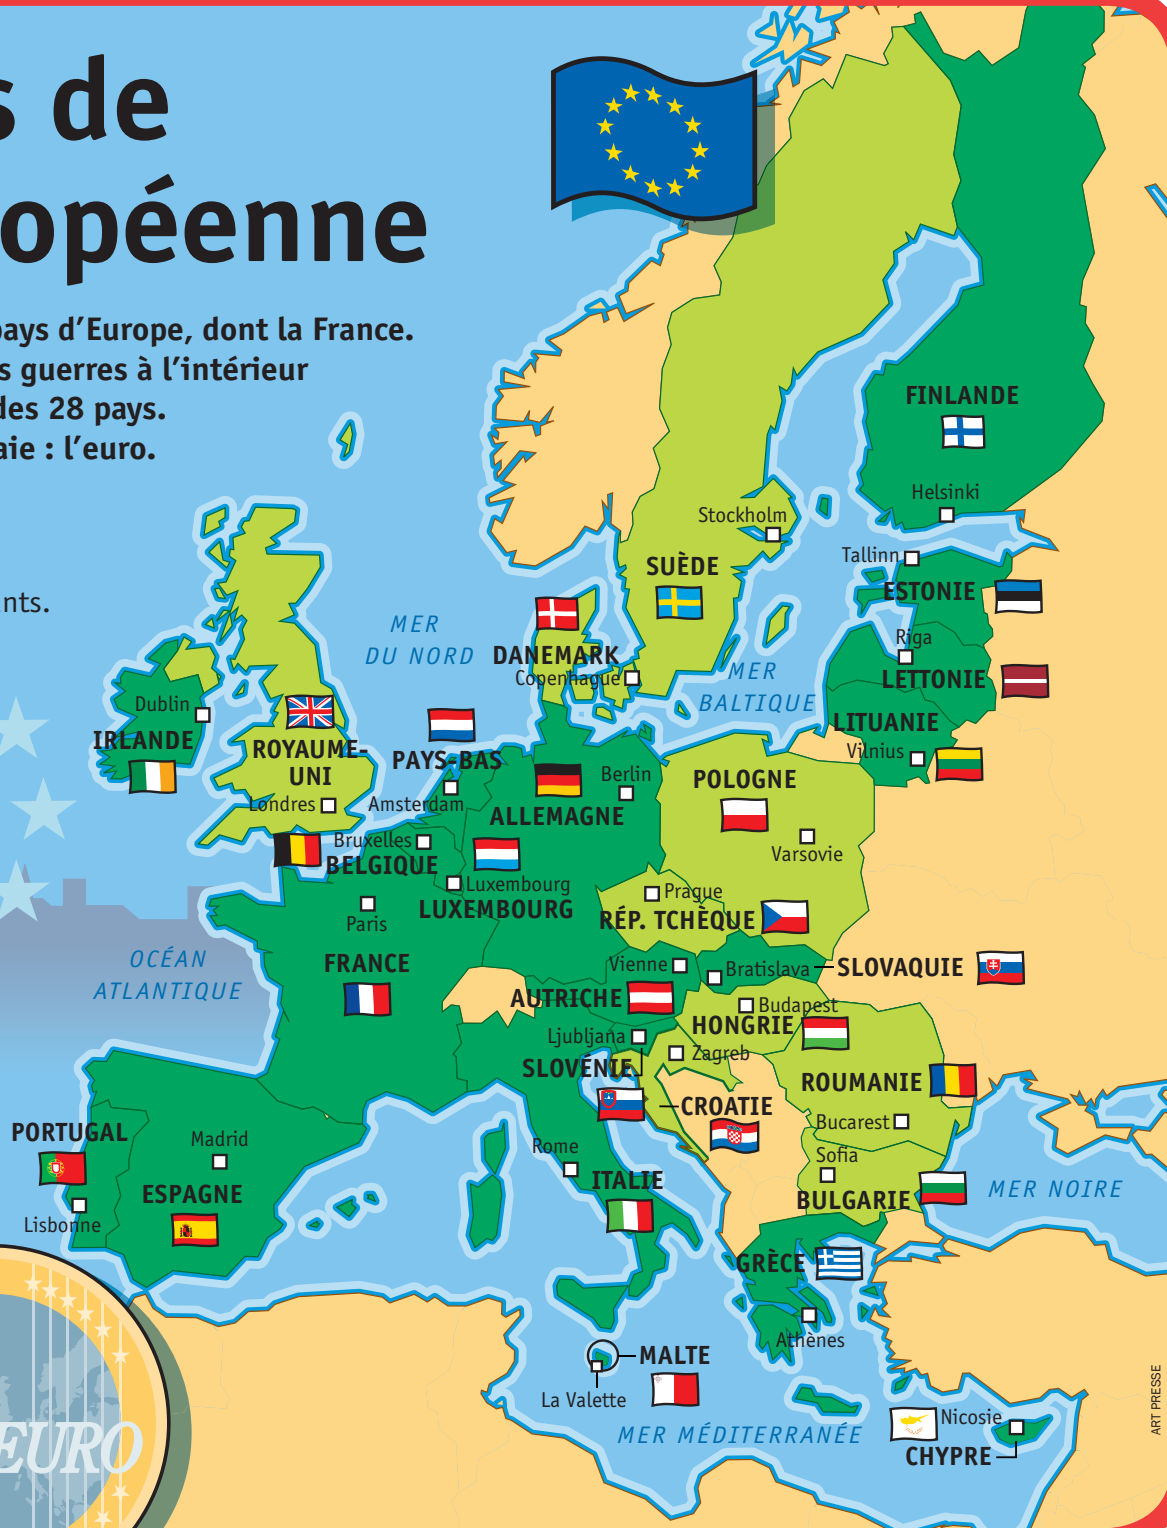 s de
opéenne
pays d’Europe, dont la France.
s guerres à l’intérieur
des 28 pays.
aie : l’euro.
nts.
FINLANDE
Helsinki
Stockholm
SUÈDE
Tallinn
ESTONIE
Riga
LETTONIE
LITUANIE
Vilnius
MER
DU NORD
DANEMARK
Copenhague
MER
BALTIQUE
Dublin
IRLANDE
ROYAUME-
UNI
Londres
PAYS-BAS
Amsterdam
Berlin
ALLEMAGNE
POLOGNE
Varsovie
Bruxelles
BELGIQUE
Luxembourg
LUXEMBOURG
Paris
FRANCE
Prague
RÉP. TCHÈQUE
OCÉAN
ATLANTIQUE
Vienne
AUTRICHE
Bratislava
SLOVAQUIE
Budapest
HONGRIE
Ljubljana
SLOVÉNIE
Zagreb
CROATIE
ROUMANIE
Bucarest
Sofia
BULGARIE
MER NOIRE
PORTUGAL
Lisbonne
Madrid
ESPAGNE
Rome
ITALIE
GRÈCE
Athènes
MALTE
La Valette
MER MÉDITERRANÉE
Nicosie
CHYPRE
EURO
ART PRESSE